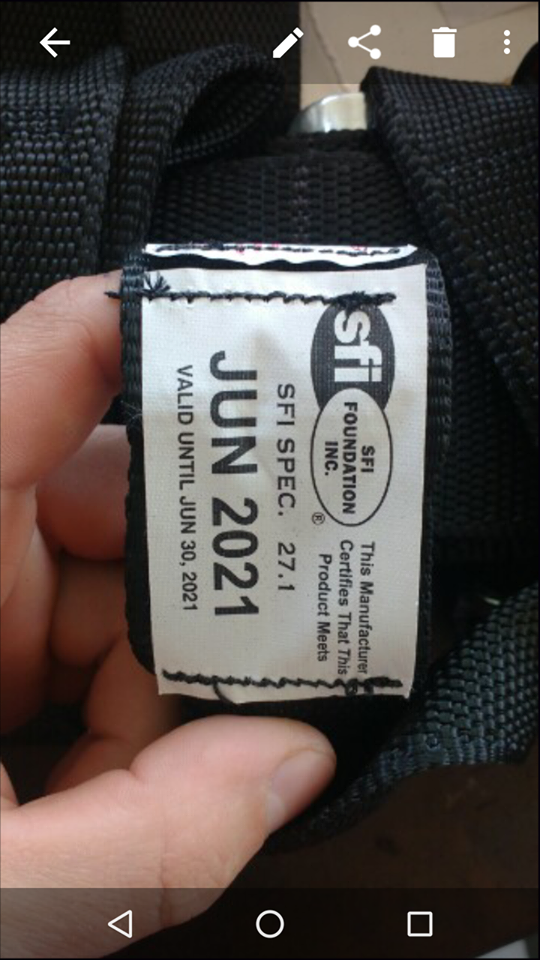 sfi
SFI
FOUNDATION
INC.
®
This Manufacturer
Certifies That This
Product Meets
SFI SPEC. 27.1
JUN 2021
VALID UNTIL JUN 30, 2021